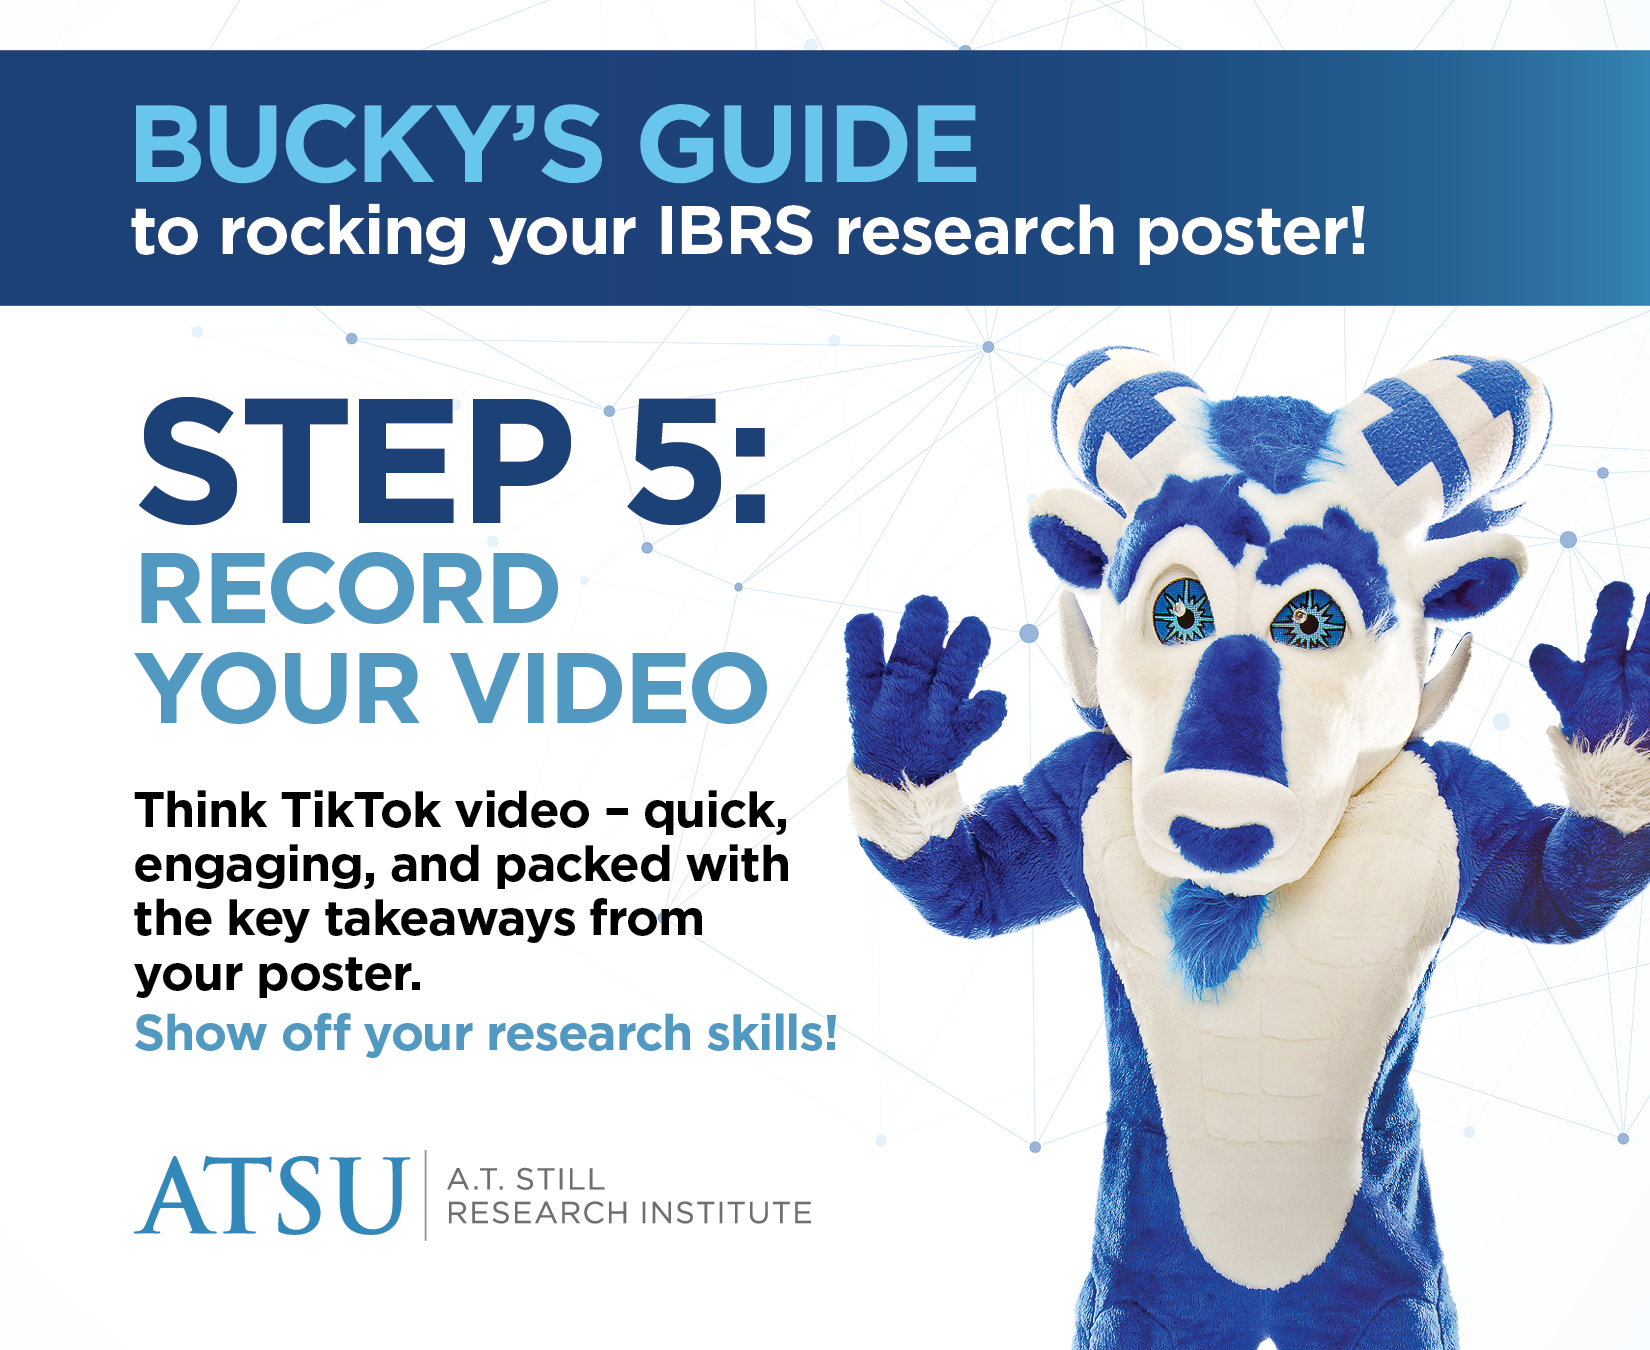 BUCKY’S GUIDE
to rocking your IBRS research poster!
STEP 5:
RECORD
YOUR VIDEO
Think TikTok video – quick,
engaging, and packed with
the key takeaways from
your poster.
Show off your research skills!
ATSU
A.T. STILL
RESEARCH INSTITUTE